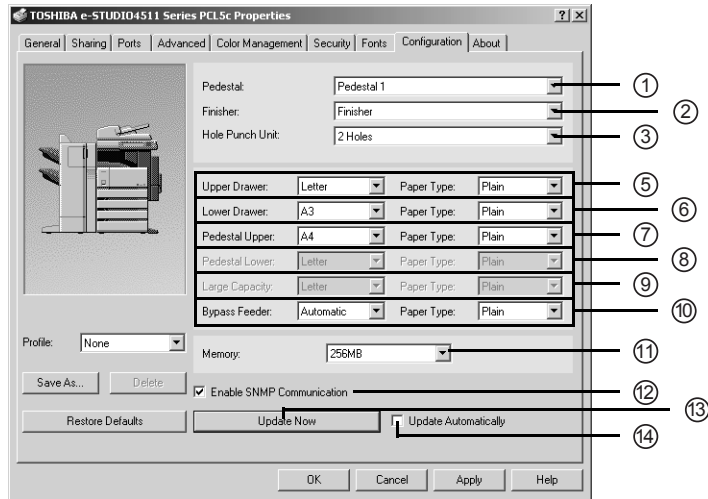 TOSHIBA e-STUDIO4511 Series PCL5c Properties
General Sharing Ports Advanced Color Management Security Fonts Configuration About
Pedestal: Pedestal 1 ①
Finisher: Finisher ②
Hole Punch Unit: 2 Holes ③
Upper Drawer: Letter Paper Type: Plain ⑤
Lower Drawer: A3 Paper Type: Plain ⑥
Pedestal Upper: A4 Paper Type: Plain ⑦
Pedestal Lower: Letter Paper Type: Plain ⑧
Large Capacity: Letter Paper Type: Plain ⑨
Bypass Feeder: Automatic Paper Type: Plain ⑩
Profile: None
Memory: 256MB ⑪
Save As... Delete
Enable SNMP Communication ⑫
Restore Defaults Update Now Update Automatically ⑬
⑭
OK Cancel Apply Help